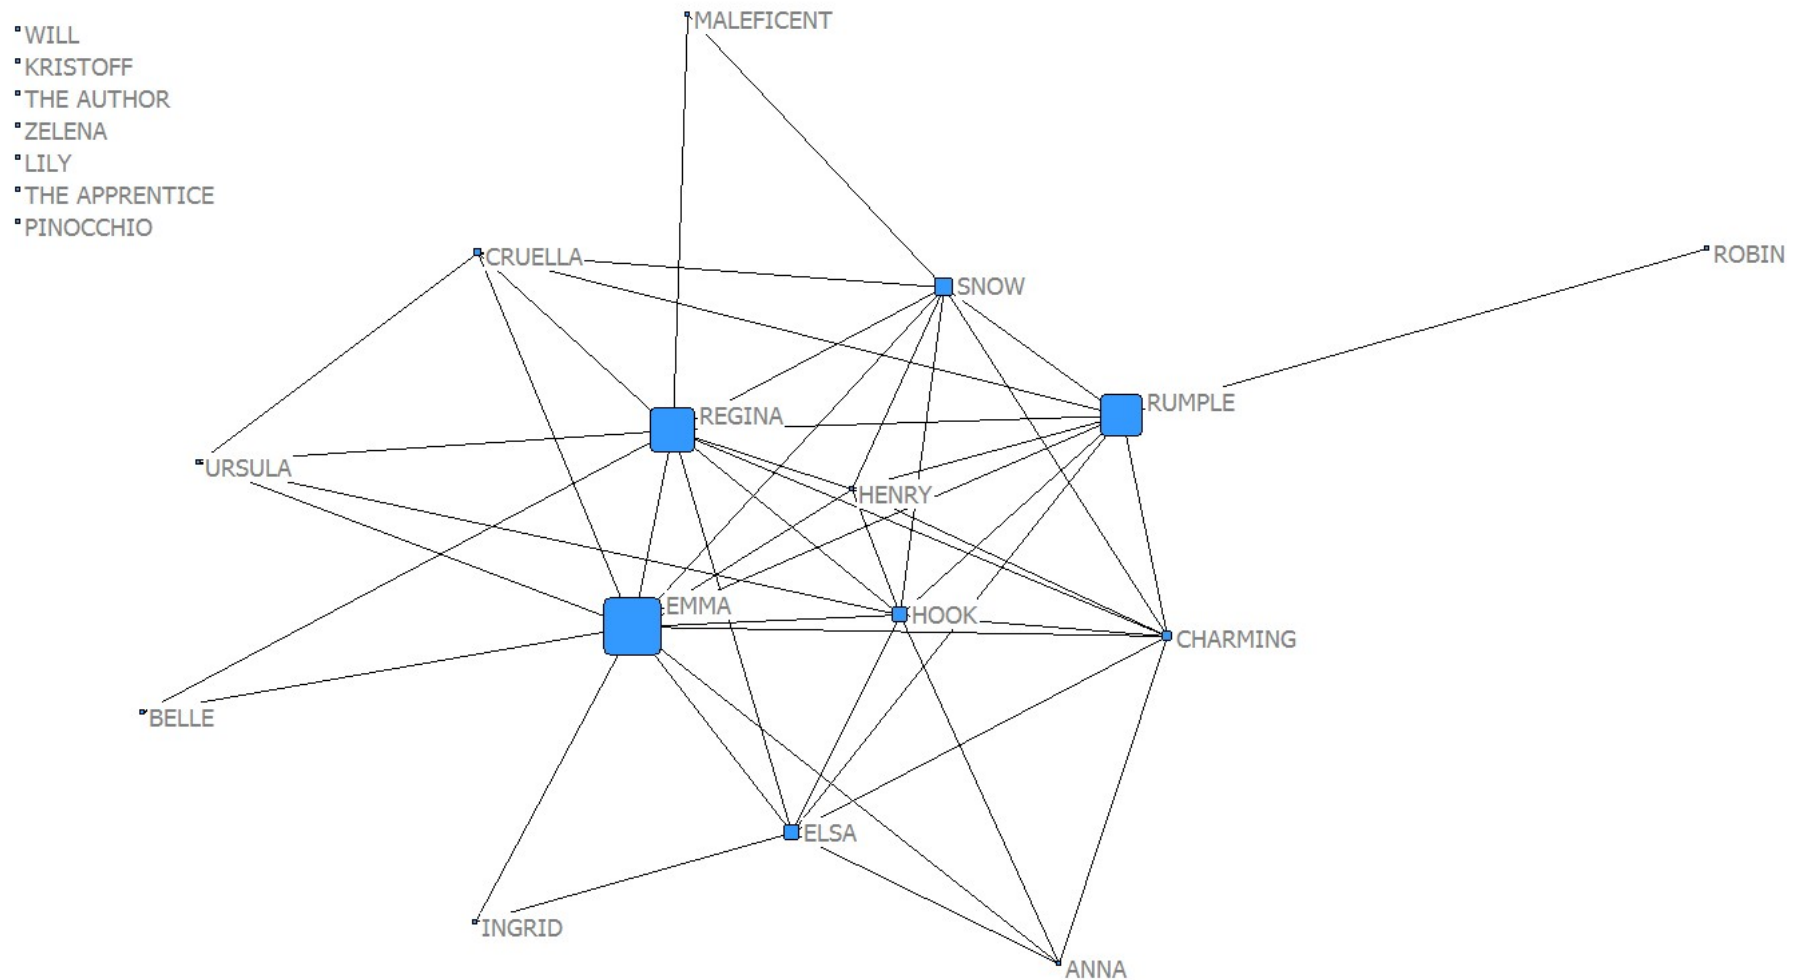 MALEFICENT
WILL
KRISTOFF
THE AUTHOR
ZELENA
LILY
THE APPRENTICE
PINOCCHIO
CRUELLA
ROBIN
SNOW
RUMPLE
REGINA
URSULA
HENRY
EMMA
HOOK
CHARMING
BELLE
ELSA
INGRID
ANNA